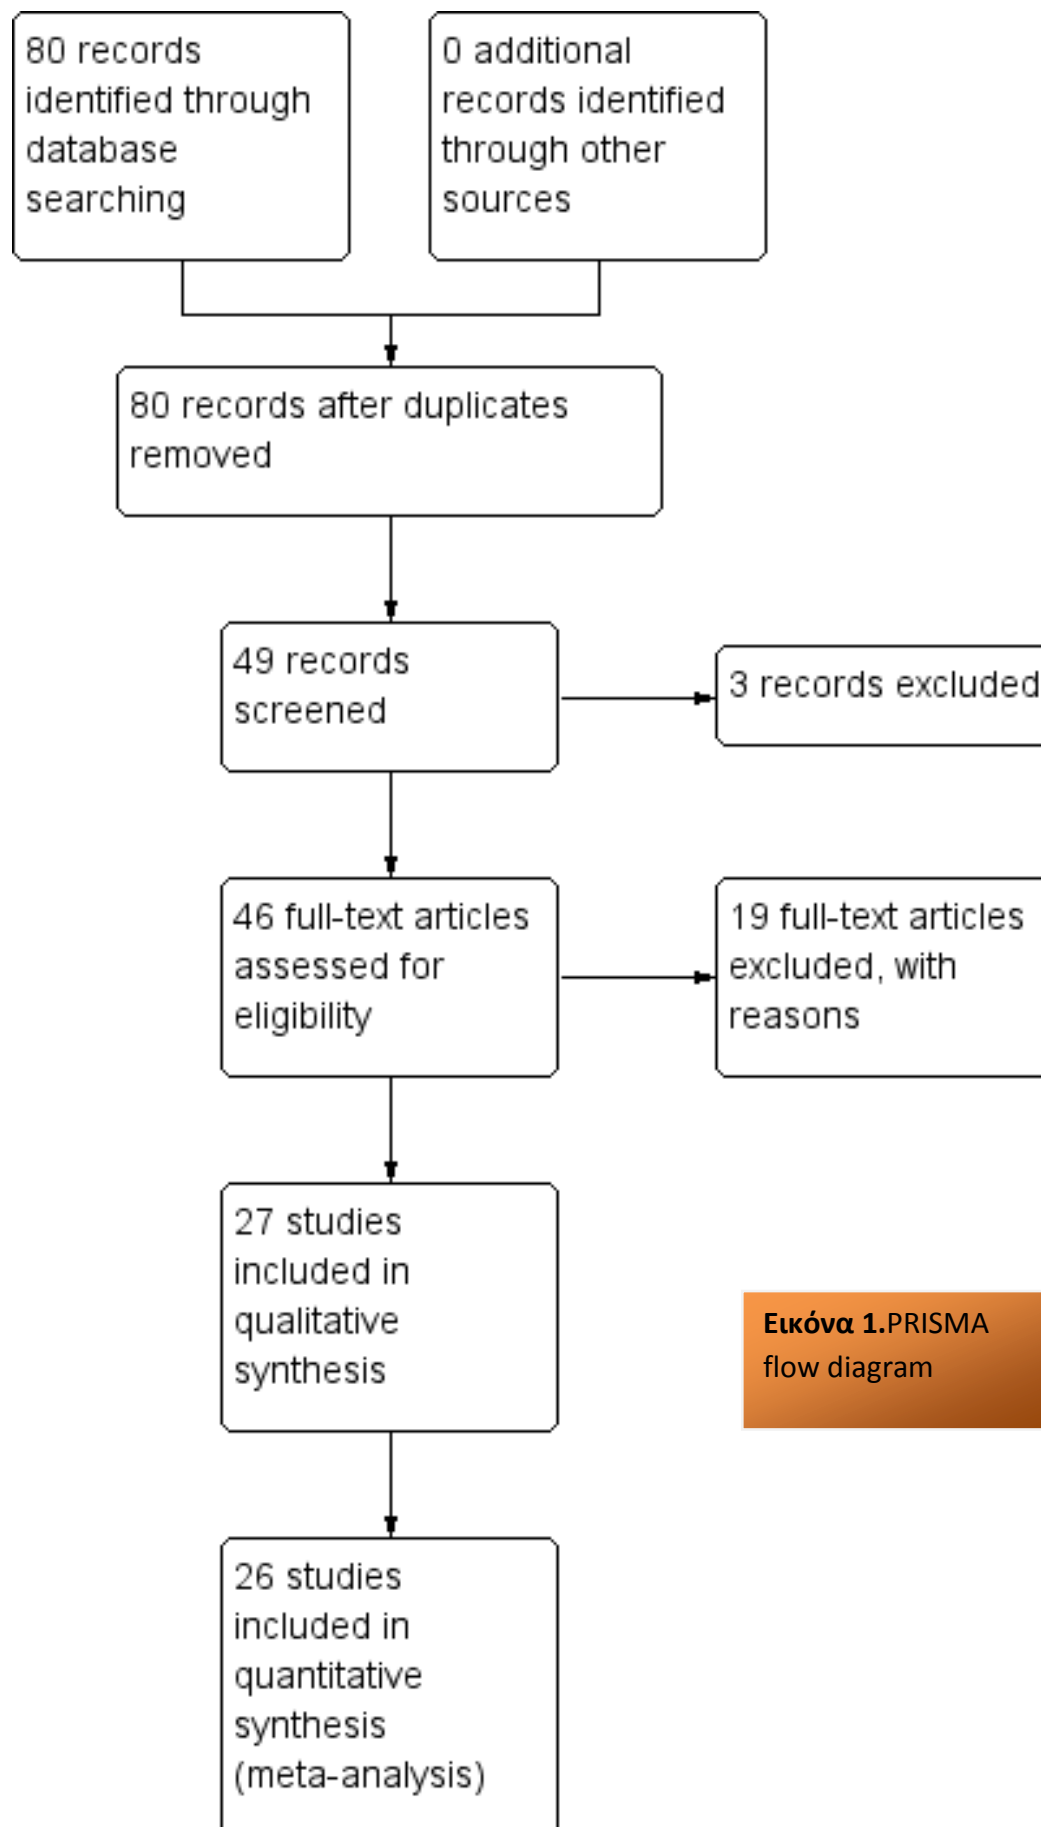 80 records
identified through
database
searching
0 additional
records identified
through other
sources
80 records after duplicates
removed
49 records
screened
3 records excluded
46 full-text articles
assessed for
eligibility
19 full-text articles
excluded, with
reasons
27 studies
included in
qualitative
synthesis
Εικόνα 1.PRISMA
flow diagram
26 studies
included in
quantitative
synthesis
(meta-analysis)